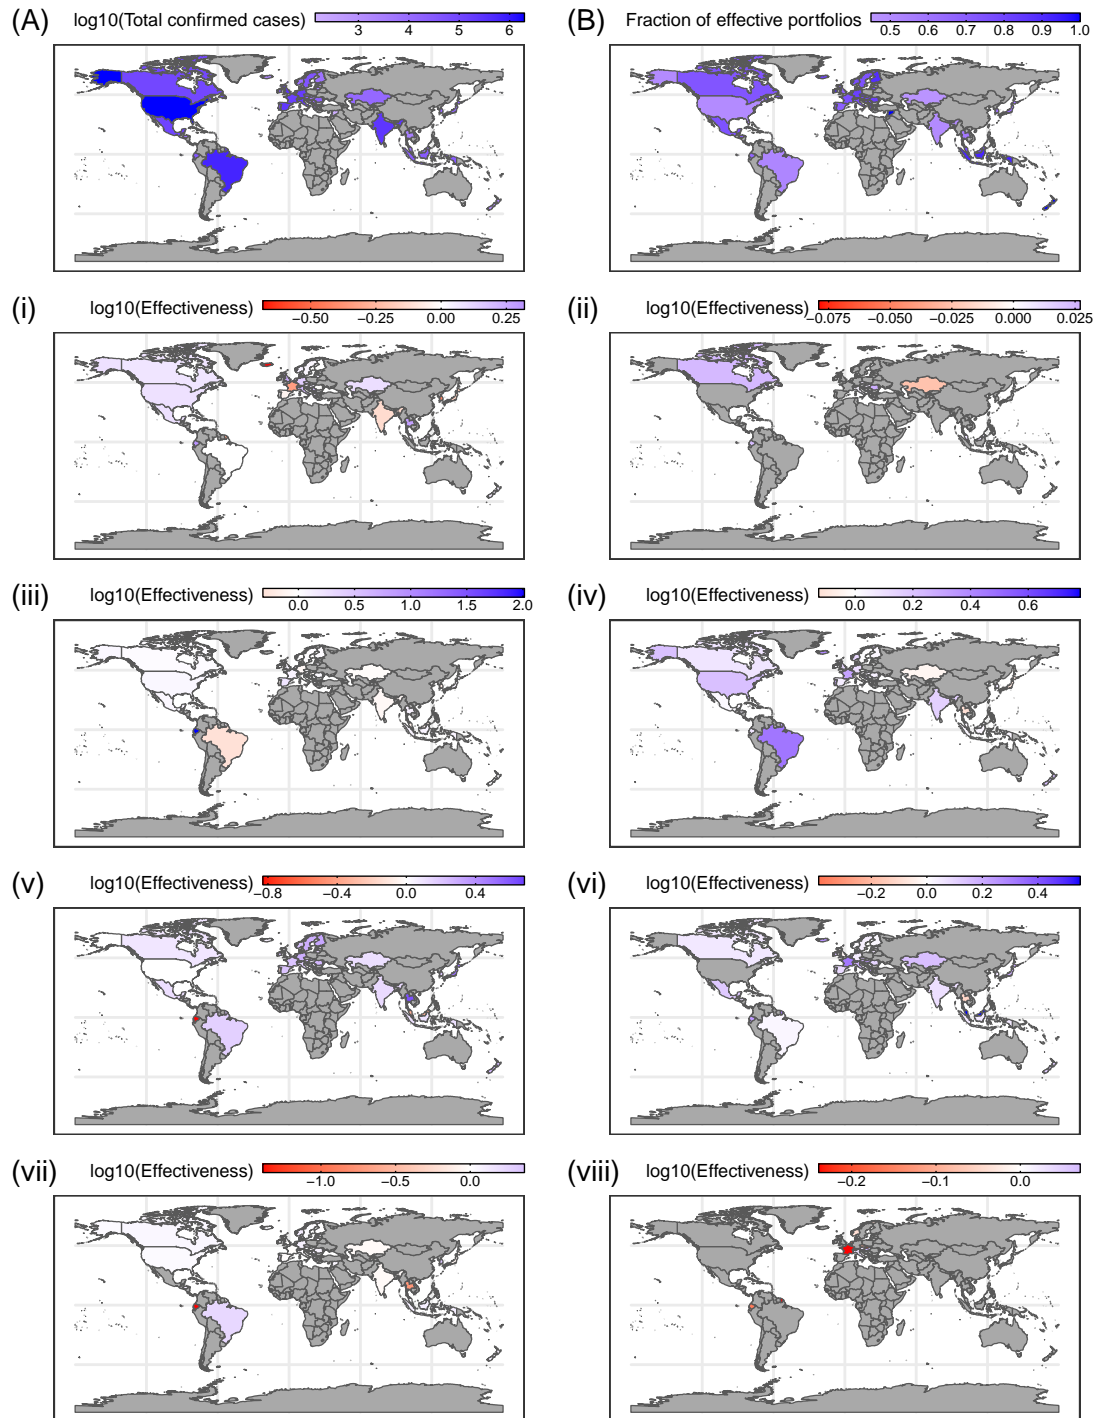 (A) log10(Total confirmed cases) 3 4 5 6
(B) Fraction of effective portfolios 0.5 0.6 0.7 0.8 0.9 1.0
(i) log10(Effectiveness) −0.50 −0.25 0.00 0.25
(ii) log10(Effectiveness) −0.075 −0.050 −0.025 0.000 0.025
(iii) log10(Effectiveness) 0.0 0.5 1.0 1.5 2.0
(iv) log10(Effectiveness) 0.0 0.2 0.4 0.6
(v) log10(Effectiveness) −0.8 −0.4 0.0 0.4
(vi) log10(Effectiveness) −0.2 0.0 0.2 0.4
(vii) log10(Effectiveness) −1.0 −0.5 0.0
(viii) log10(Effectiveness) −0.2 −0.1 0.0